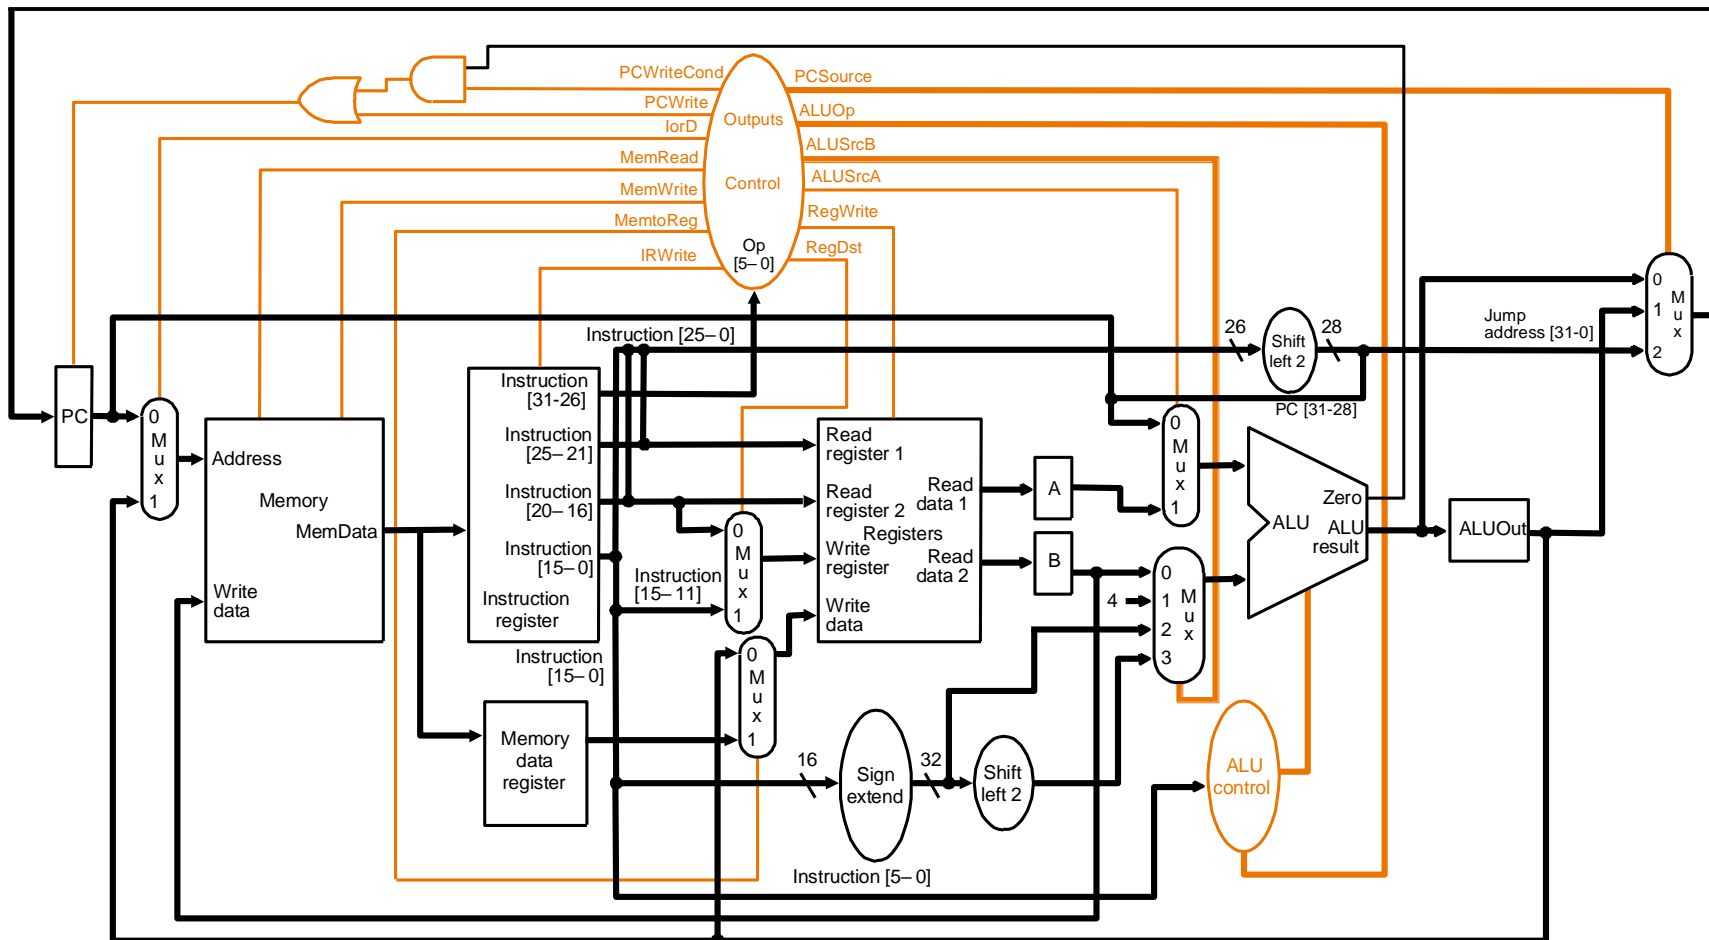 PCWriteCond
PCSource
PCWrite
ALUOp
Outputs
IorD
ALUSrcB
MemRead
ALUSrcA
Control
MemWrite
RegWrite
MemtoReg
RegDst
Op
[5–0]
IRWrite
Instruction [25–0]
26
Shift
left 2
28
Jump
address [31-0]
0
1
2
M
u
x
PC [31-28]
PC
0
M
u
x
1
Address
Memory
MemData
Write
data
Instruction
[31-26]
Instruction
[25–21]
Instruction
[20–16]
Instruction
[15–0]
Instruction
register
Instruction
[15–11]
Instruction
[15–0]
0
M
u
x
1
0
M
u
x
1
Read
register 1
Read
register 2
Registers
Write
register
Write
data
Read
data 1
Read
data 2
A
B
0
M
u
x
1
4
0
1
2
3
M
u
x
Zero
ALU
ALU
result
ALUOut
Memory
data
register
16
Sign
extend
32
Shift
left 2
ALU
control
Instruction [5–0]